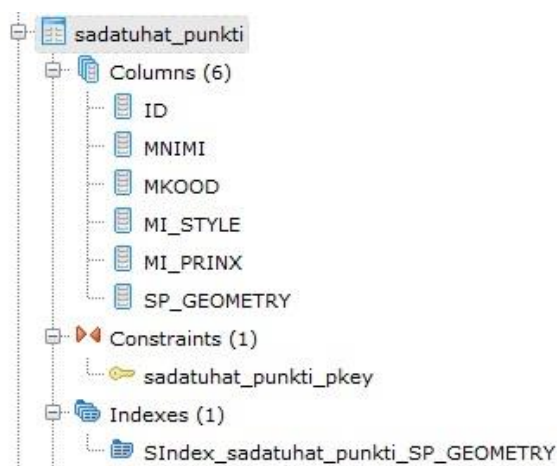 sadatuhat_punkti
Columns (6)
ID
MNIMI
MKOOD
MI_STYLE
MI_PRINX
SP_GEOMETRY
Constraints (1)
sadatuhat_punkti_pkey
Indexes (1)
SIndex_sadatuhat_punkti_SP_GEOMETRY